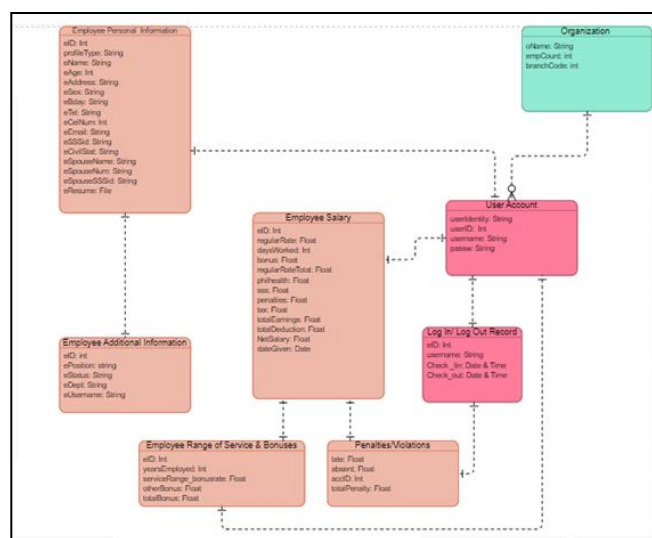 Employee Personal Information
eID: Int
profileType: String
eName: String
eAge: Int
eAddress: String
eSex: String
eBday: String
eTel: String
eCelNum: Int
eEmail: String
eSSSid: String
eCivilStat: String
eSpouseName: String
eSpouseNum: String
eSpouseSSSid: String
eResume: File
Organization
oName: String
empCount: int
branchCode: int
User Account
userIdentity: String
userID: Int
username: String
passw: String
Employee Salary
eID: Int
regularRate: Float
daysWorked: Int
bonus: Float
regularRateTotal: Float
philhealth: Float
sss: Float
penalties: Float
tax: Float
totalEarnings: Float
totalDeduction: Float
NetSalary: Float
dateGiven: Date
Log in/ Log Out Record
eID: Int
username: String
Check_Iin: Date & Time
Check_out: Date & Time
Employee Additional Information
eID: int
ePosition: string
eStatus: String
eDept: String
eUsername: String
Employee Range of Service & Bonuses
eID: Int
yearsEmployed: Int
serviceRange_bonusrate: Float
otherBonus: Float
totalBonus: Float
Penalties/Violations
late: Float
absent: Float
accID: Int
totalPenalty: Float